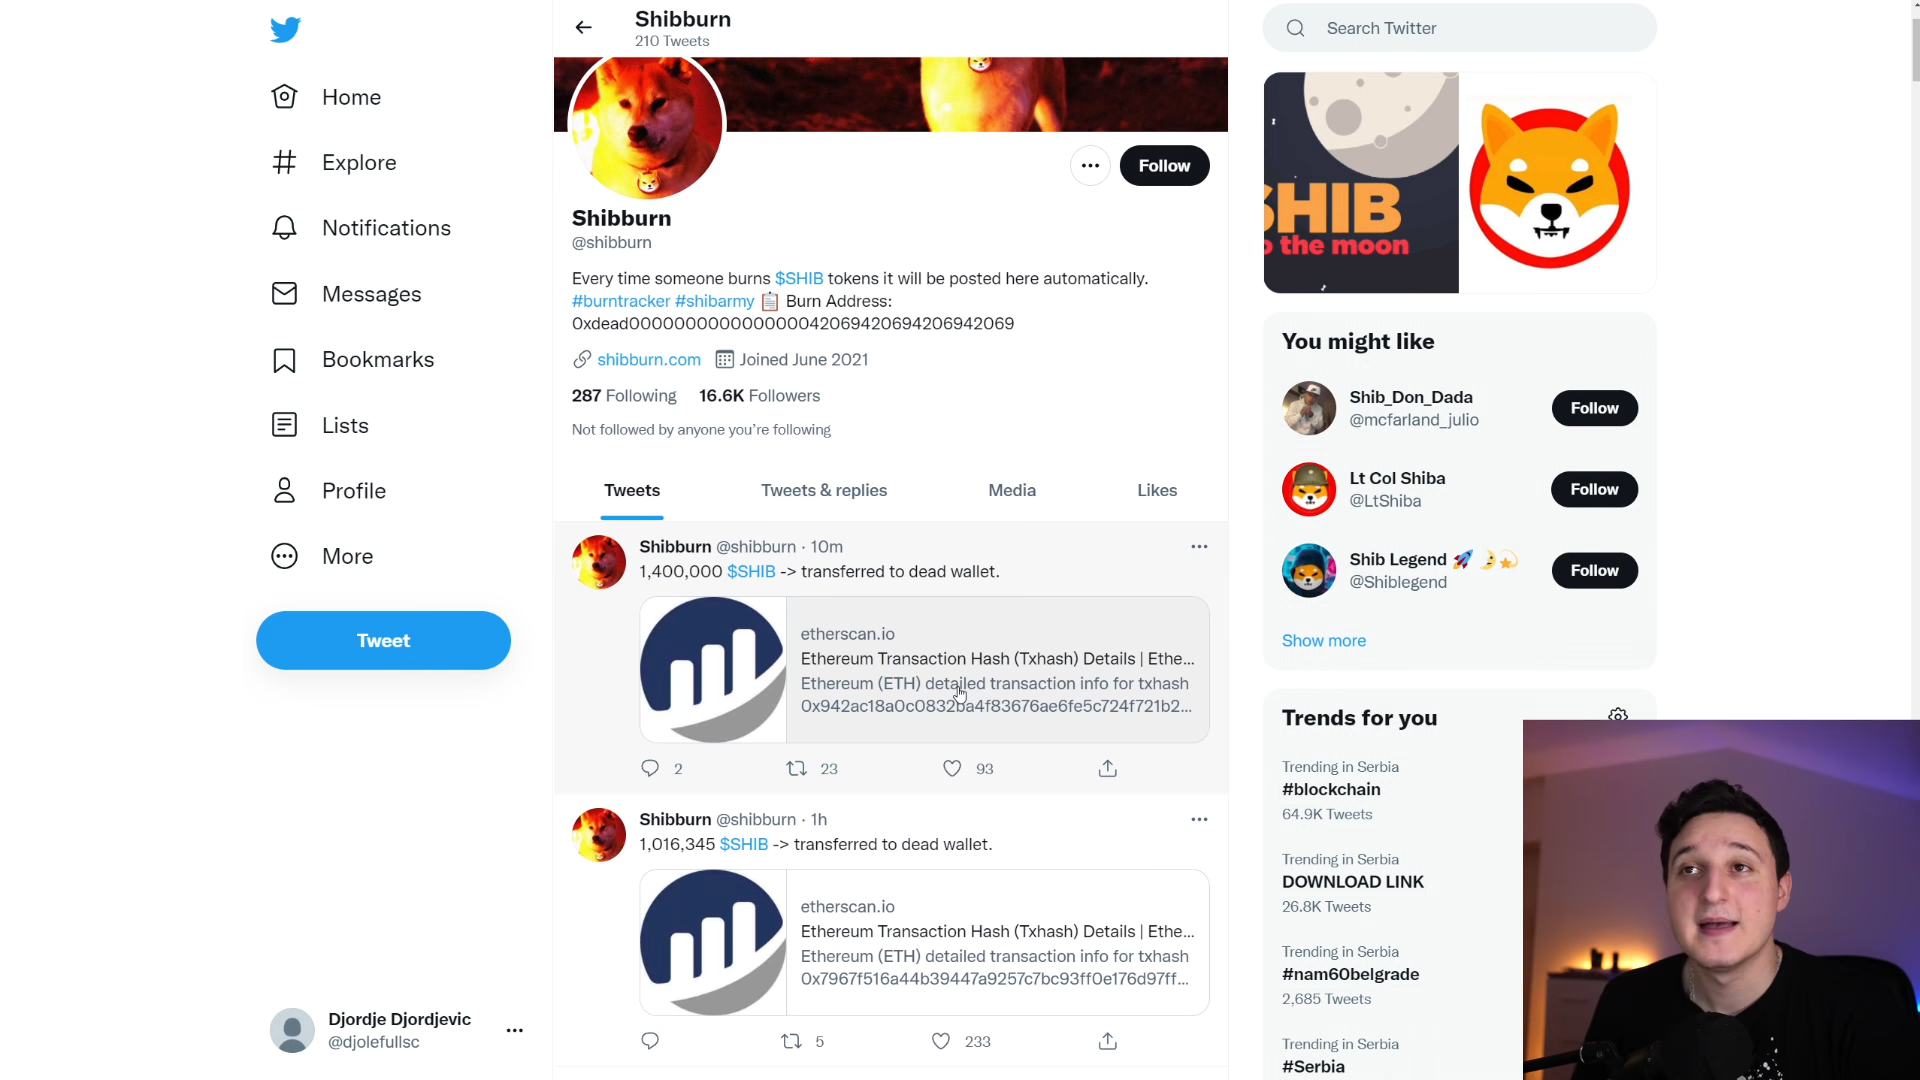 Home
Explore
Notifications
Messages
Bookmarks
Lists
Profile
More
Tweet
Djordje Djordjevic
@djolefullsc
Shibburn
210 Tweets
Follow
Shibburn
@shibburn
Every time someone burns $SHIB tokens it will be posted here automatically.
#burntracker #shibarmy 📋 Burn Address:
0xdead000000000000000042069420694206942069
shibburn.com Joined June 2021
287 Following 16.6K Followers
Not followed by anyone you're following
Tweets Tweets & replies Media Likes
Shibburn @shibburn · 10m
1,400,000 $SHIB -> transferred to dead wallet.
etherscan.io
Ethereum Transaction Hash (Txhash) Details | Ethe...
Ethereum (ETH) detailed transaction info for txhash
0x942ac18a0c0832ba4f83676ae6fe5c724f721b2...
2 23 93
Shibburn @shibburn · 1h
1,016,345 $SHIB -> transferred to dead wallet.
etherscan.io
Ethereum Transaction Hash (Txhash) Details | Ethe...
Ethereum (ETH) detailed transaction info for txhash
0x7967f516a44b39447a9257c7bc93ff0e176d97ff...
5 233
Search Twitter
SHIB
o the moon
You might like
Shib_Don_Dada
@mcfarland_julio
Follow
Lt Col Shiba
@LtShiba
Follow
Shib Legend 🚀 🌛💫
@Shiblegend
Follow
Show more
Trends for you
Trending in Serbia
#blockchain
64.9K Tweets
Trending in Serbia
DOWNLOAD LINK
26.8K Tweets
Trending in Serbia
#nam60belgrade
2,685 Tweets
Trending in Serbia
#Serbia